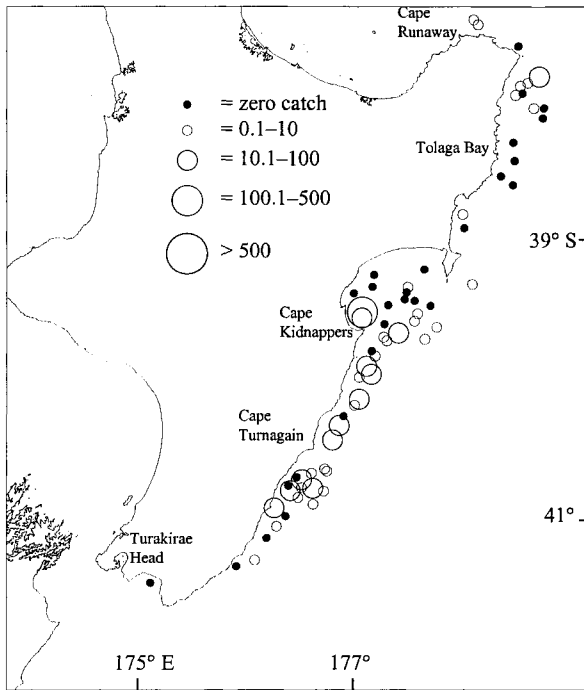 Cape
Runaway
= zero catch
= 0.1–10
Tolaga Bay
= 10.1–100
= 100.1–500
39° S
> 500
Cape
Kidnappers
Cape
Turnagain
41°
Turakirae
Head
175° E
177°